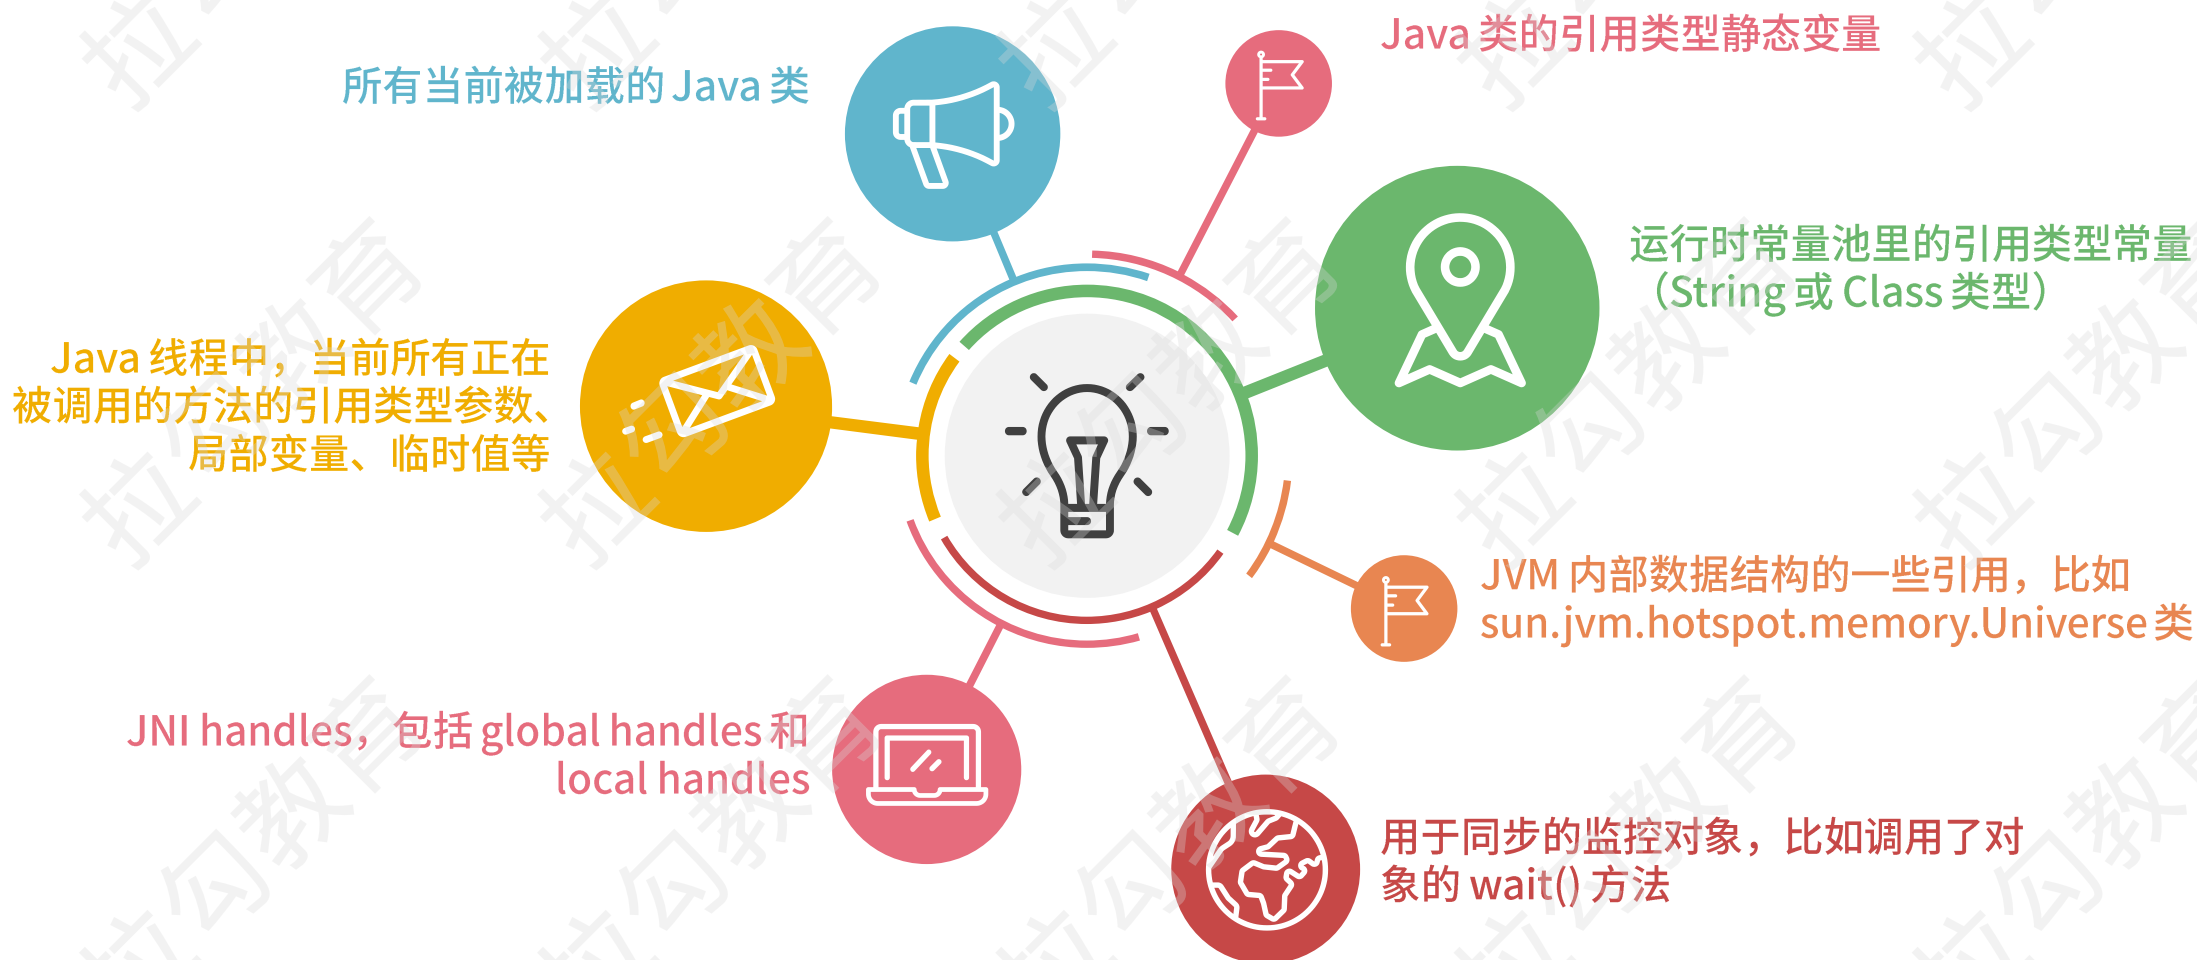 Java 类的引用类型静态变量
所有当前被加载的 Java 类
运行时常量池里的引用类型常量
（String 或 Class 类型）
Java 线程中，当前所有正在
被调用的方法的引用类型参数、
局部变量、临时值等
JVM 内部数据结构的一些引用，比如
sun.jvm.hotspot.memory.Universe 类
JNI handles，包括 global handles 和
local handles
用于同步的监控对象，比如调用了对
象的 wait() 方法
拉勾教育